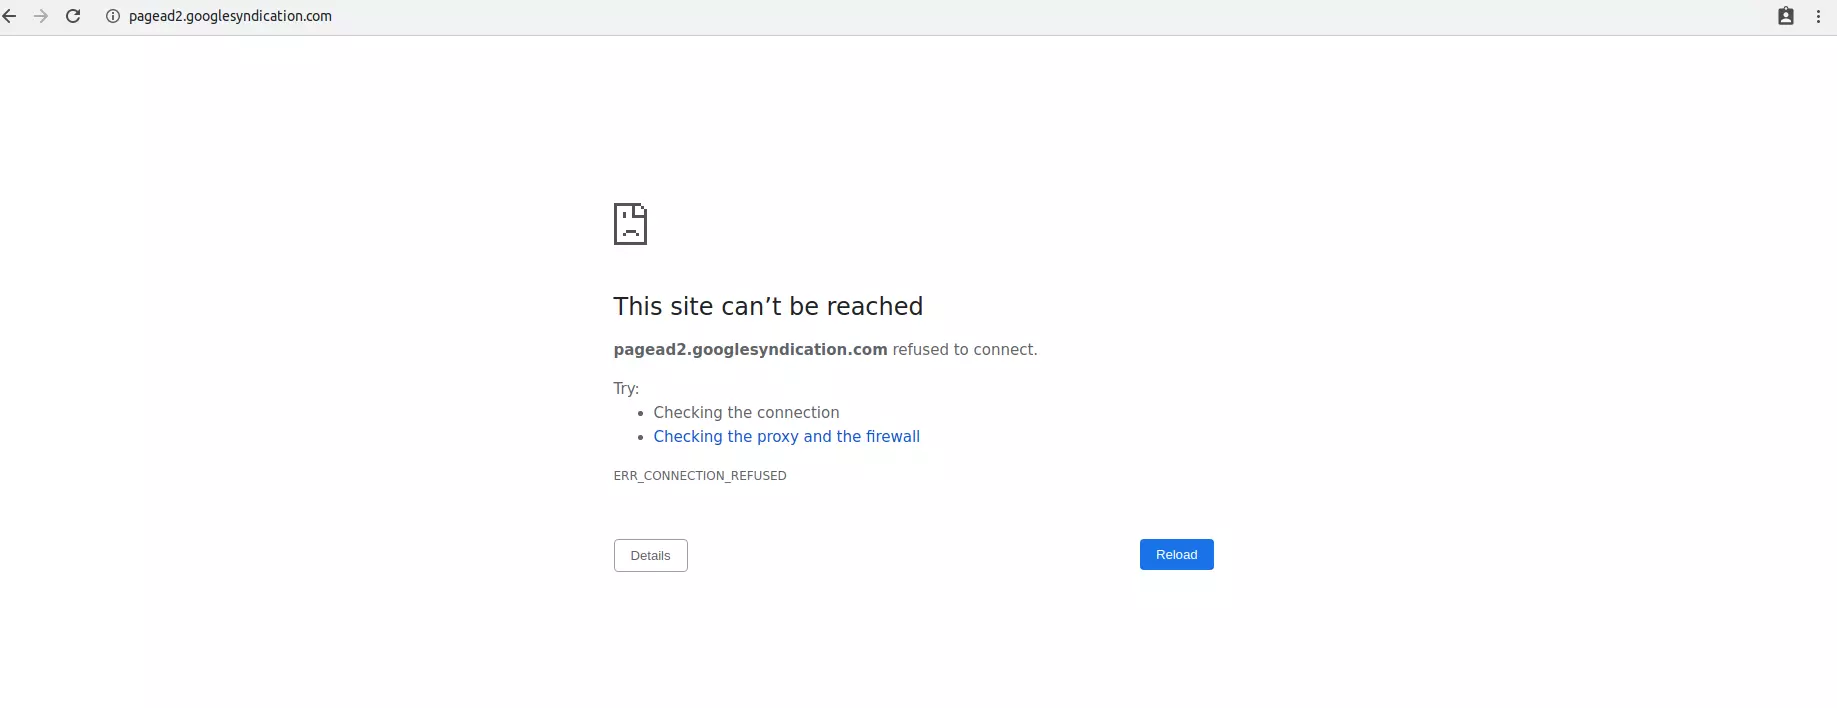 pagead2.googlesyndication.com
This site can’t be reached
pagead2.googlesyndication.com refused to connect.
Try:
• Checking the connection
• Checking the proxy and the firewall
ERR_CONNECTION_REFUSED
Details
Reload